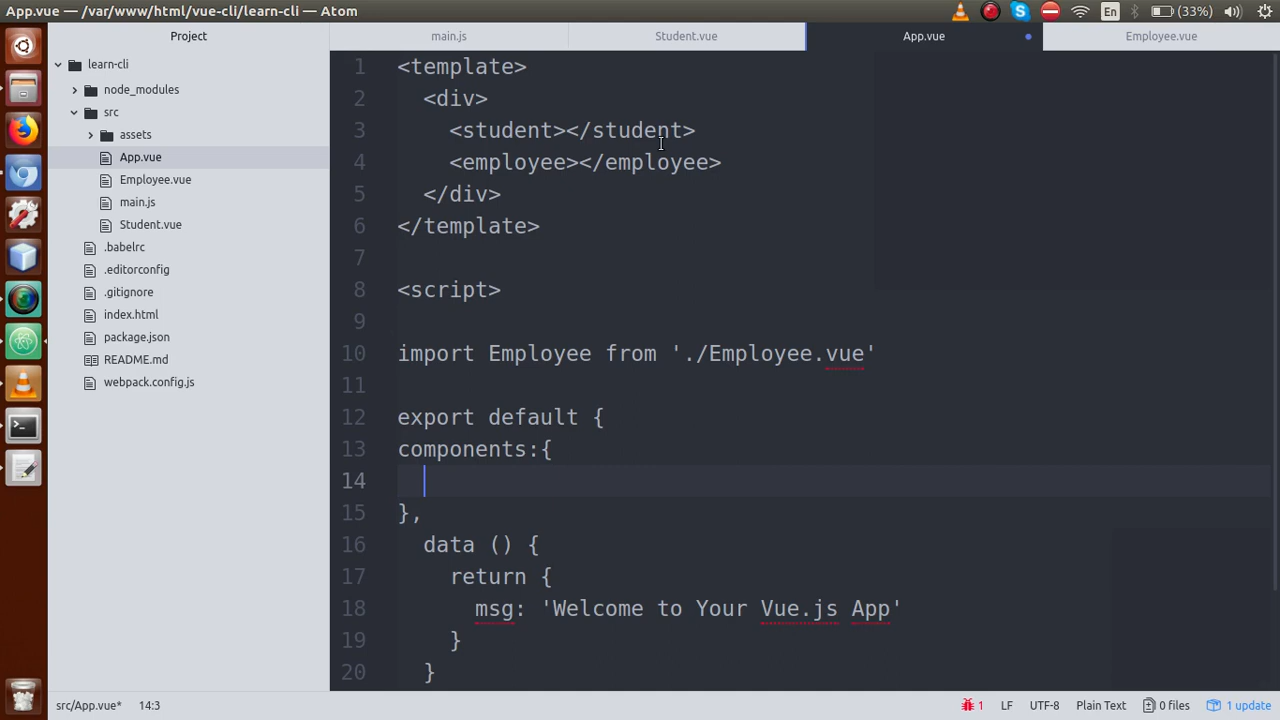 App.vue — /var/www/html/vue-cli/learn-cli — Atom
En
(33%)
Project
main.js
Student.vue
App.vue
Employee.vue
learn-cli
node_modules
src
assets
App.vue
Employee.vue
main.js
Student.vue
.babelrc
.editorconfig
.gitignore
index.html
package.json
README.md
webpack.config.js
1 <template>
2 <div>
3 <student></student>
4 <employee></employee>
5 </div>
6 </template>
7
8 <script>
9
10 import Employee from './Employee.vue'
11
12 export default {
13 components:{
14
15 },
16 data () {
17 return {
18 msg: 'Welcome to Your Vue.js App'
19 }
20 }
src/App.vue* 14:3
1 LF UTF-8 Plain Text 0 files 1 update